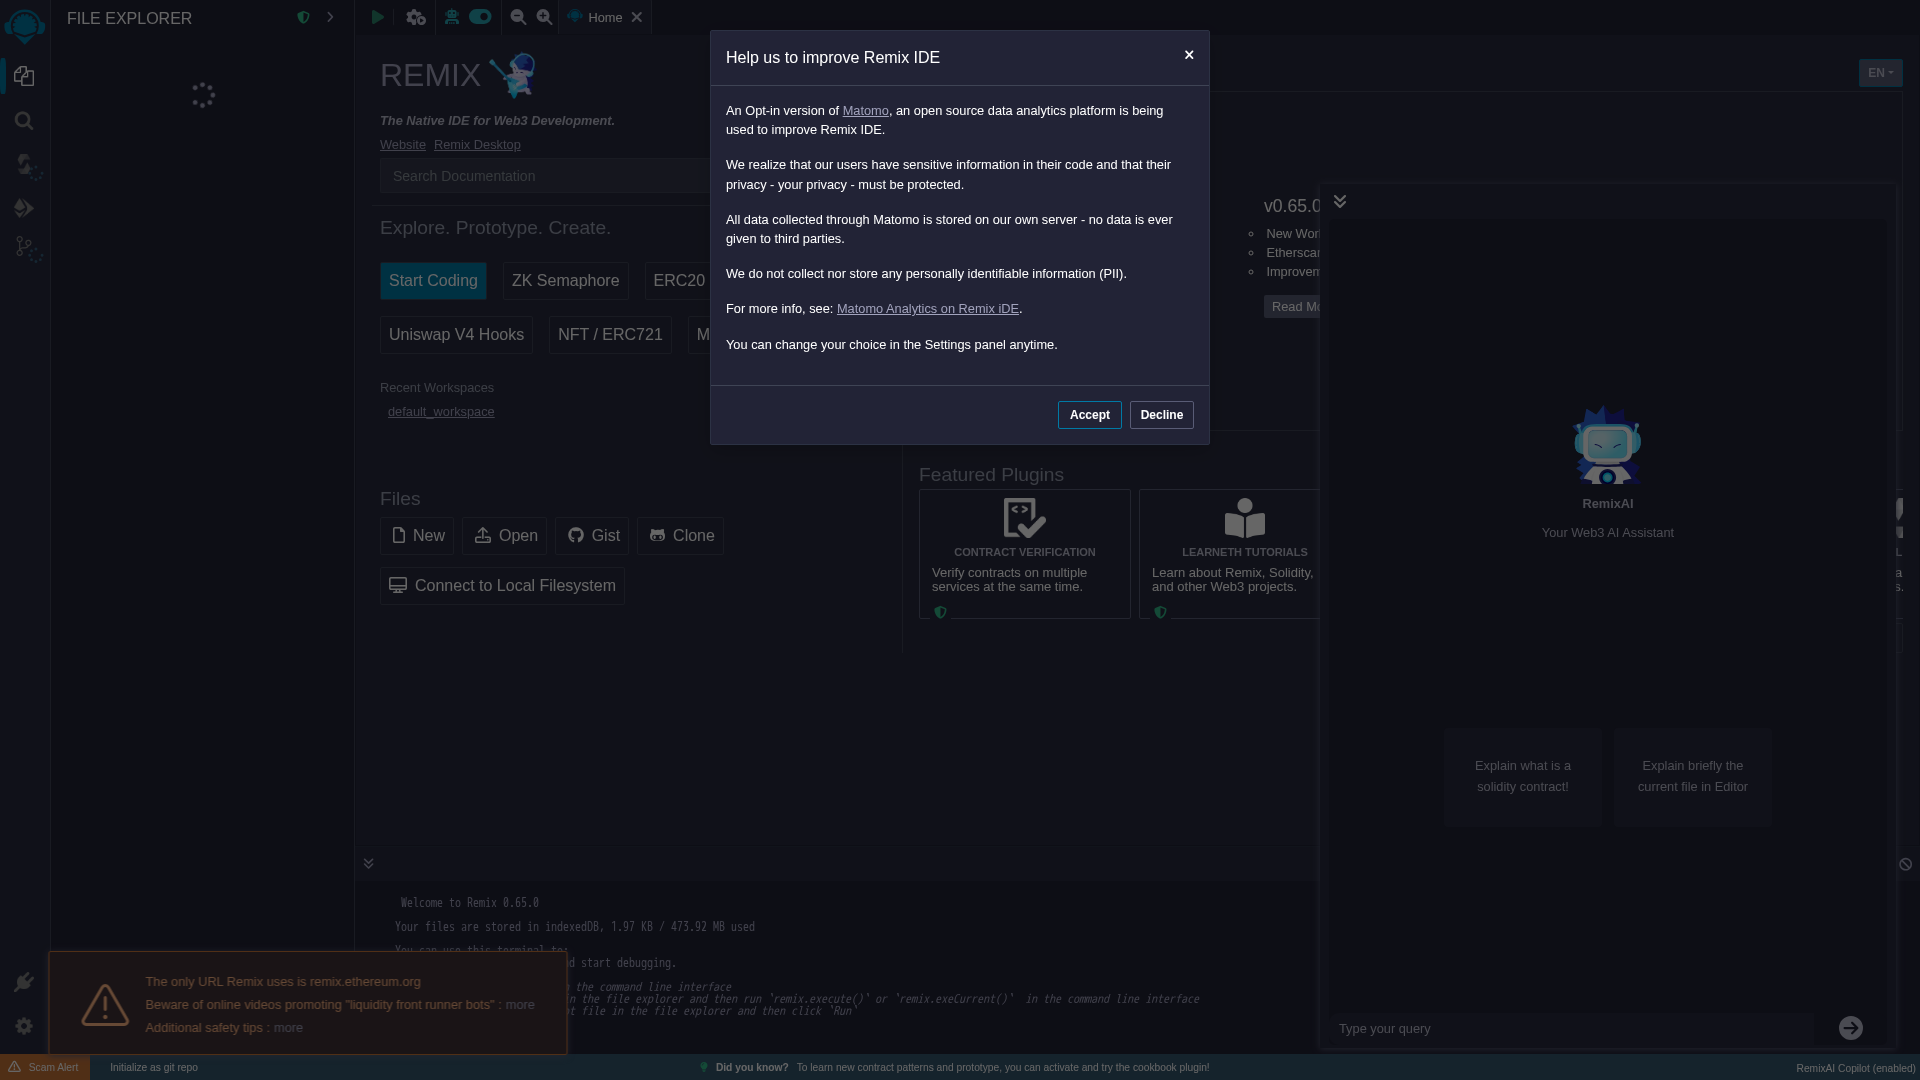 FILE EXPLORER
Home
REMIX
EN
The Native IDE for Web3 Development.
Website Remix Desktop
Search Documentation
Explore. Prototype. Create.
Start Coding
ZK Semaphore
ERC20
Uniswap V4 Hooks
NFT / ERC721
M
Recent Workspaces
default_workspace
Files
New
Open
Gist
Clone
Connect to Local Filesystem
Help us to improve Remix IDE
An Opt-in version of Matomo, an open source data analytics platform is being
used to improve Remix IDE.
We realize that our users have sensitive information in their code and that their
privacy - your privacy - must be protected.
All data collected through Matomo is stored on our own server - no data is ever
given to third parties.
We do not collect nor store any personally identifiable information (PII).
For more info, see: Matomo Analytics on Remix iDE.
You can change your choice in the Settings panel anytime.
Accept
Decline
v0.65.0
New Wor
Etherscan
Improvem
Read Mo
Featured Plugins
CONTRACT VERIFICATION
Verify contracts on multiple
services at the same time.
LEARNETH TUTORIALS
Learn about Remix, Solidity,
and other Web3 projects.
RemixAI
Your Web3 AI Assistant
Explain what is a
solidity contract!
Explain briefly the
current file in Editor
Type your query
Welcome to Remix 0.65.0
Your files are stored in indexedDB, 1.97 KB / 473.92 MB used
You can use this terminal to:
d start debugging.
the command line interface
n the file explorer and then run `remix.execute()` or `remix.exeCurrent()` in the command line interface
t file in the file explorer and then click `Run`
The only URL Remix uses is remix.ethereum.org
Beware of online videos promoting "liquidity front runner bots" : more
Additional safety tips : more
Scam Alert
Initialize as git repo
Did you know? To learn new contract patterns and prototype, you can activate and try the cookbook plugin!
RemixAI Copilot (enabled)